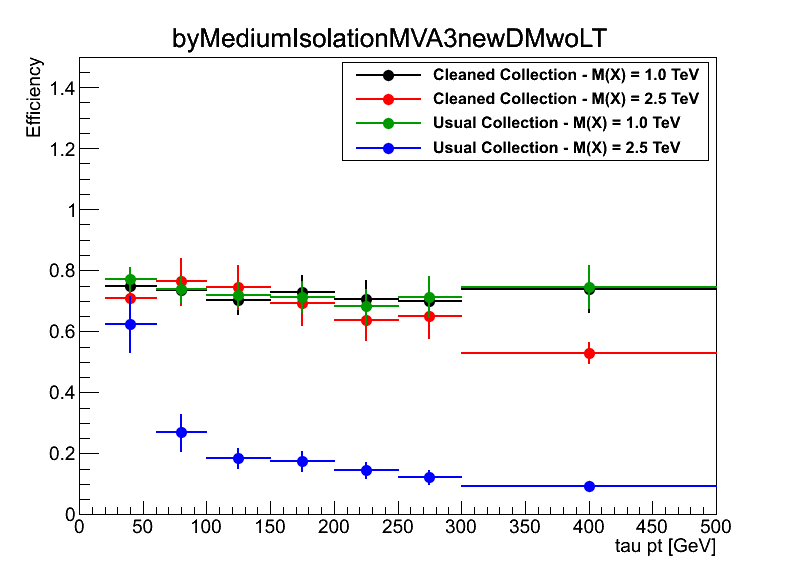 byMediumIsolationMVA3newDMwoLT
Efficiency
Cleaned Collection - M(X) = 1.0 TeV
Cleaned Collection - M(X) = 2.5 TeV
Usual Collection - M(X) = 1.0 TeV
Usual Collection - M(X) = 2.5 TeV
1.4
1.2
1
0.8
0.6
0.4
0.2
0
0 50 100 150 200 250 300 350 400 450 500
tau pt [GeV]